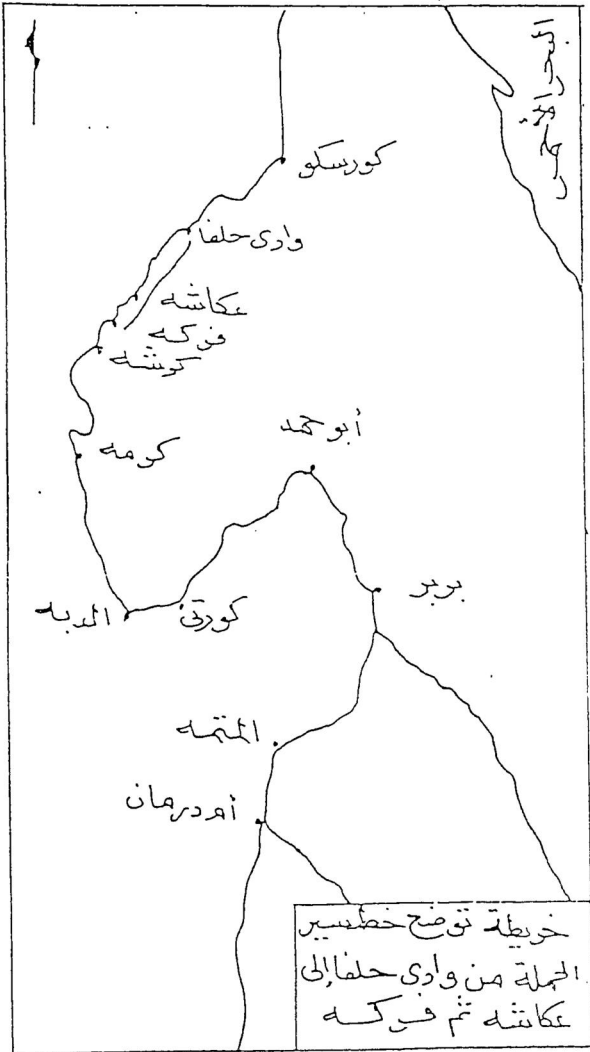 البحر الأحمر
كورسكو
وادى حلفا
عكاشه
فركه
كوشه
كرمه
أبو حمد
بربر
كورتى
الدبه
المتمه
أم درمان
خريطة توضح خط سير
الحملة من وادى حلفا إلى
عكاشه ثم فركه